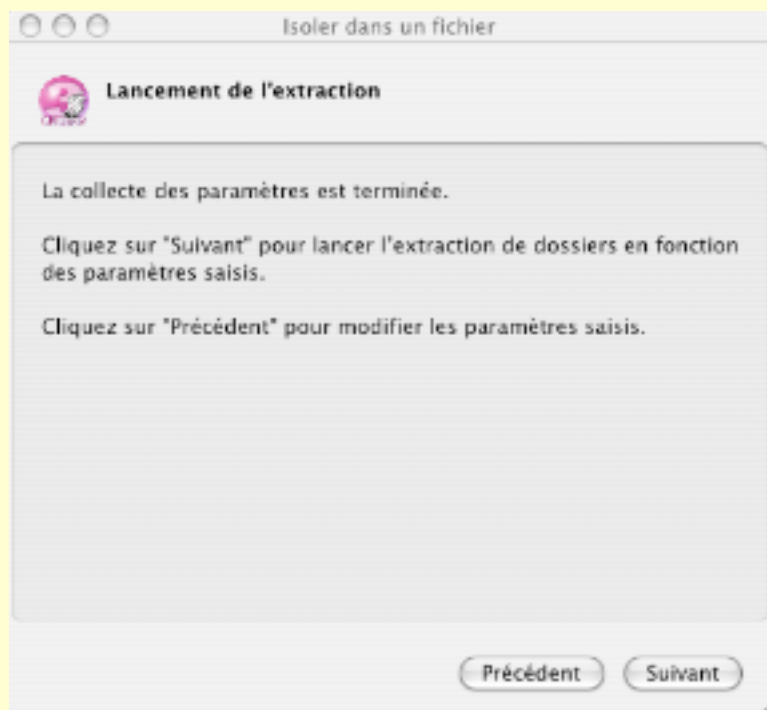 Isoler dans un fichier
Lancement de l'extraction
La collecte des paramètres est terminée.
Cliquez sur "Suivant" pour lancer l'extraction de dossiers en fonction
des paramètres saisis.
Cliquez sur "Précédent" pour modifier les paramètres saisis.
Précédent
Suivant